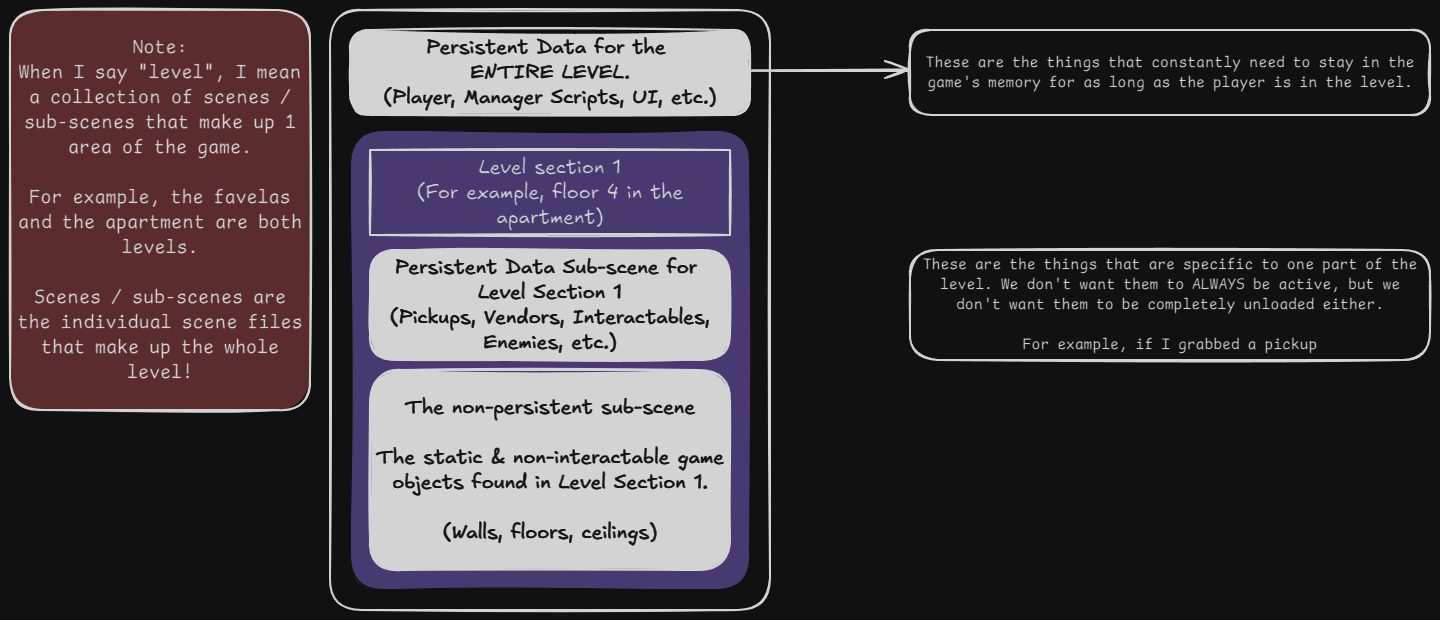 Note:
When I say "level", I mean
a collection of scenes /
sub-scenes that make up 1
area of the game.
For example, the favelas
and the apartment are both
levels.
Scenes / sub-scenes are
the individual scene files
that make up the whole
level!
Persistent Data for the
ENTIRE LEVEL.
(Player, Manager Scripts, UI, etc.)
Level section 1
(For example, floor 4 in the
apartment)
Persistent Data Sub-scene for
Level Section 1
(Pickups, Vendors, Interactables,
Enemies, etc.)
The non-persistent sub-scene
The static & non-interactable game
objects found in Level Section 1.
(Walls, floors, ceilings)
These are the things that constantly need to stay in the
game's memory for as long as the player is in the level.
These are the things that are specific to one part of the
level. We don't want them to ALWAYS be active, but we
don't want them to be completely unloaded either.
For example, if I grabbed a pickup